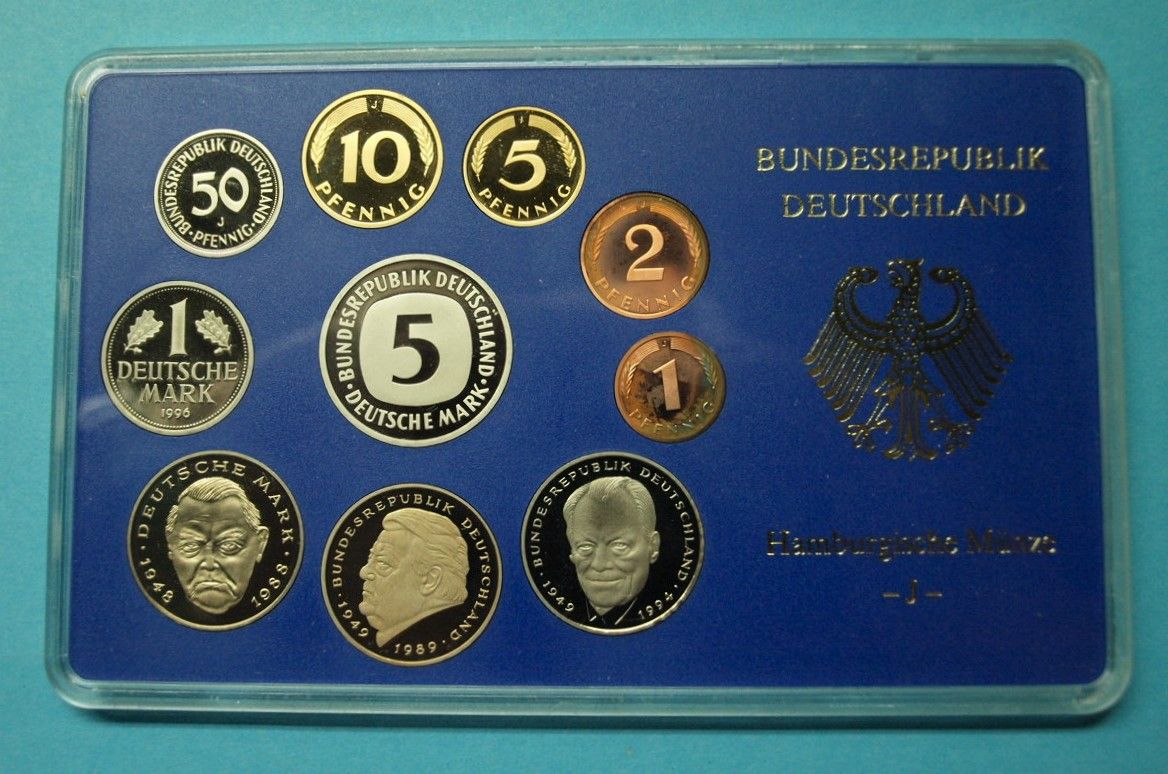 BUNDESREPUBLIK
DEUTSCHLAND
Hamburgische Münze
– J –
BUNDESREPUBLIK DEUTSCHLAND
50
J
·PFENNIG·
J
10
PFENNIG
5
PFENNIG
2
PFENNIG
1
PFENNIG
1
DEUTSCHE
MARK
1996
BUNDESREPUBLIK DEUTSCHLAND
5
·DEUTSCHE MARK·
DEUTSCHE MARK
·1948 1988·
BUNDESREPUBLIK DEUTSCHLAND
·1949 1989·
BUNDESREPUBLIK DEUTSCHLAND
·1949 1994·